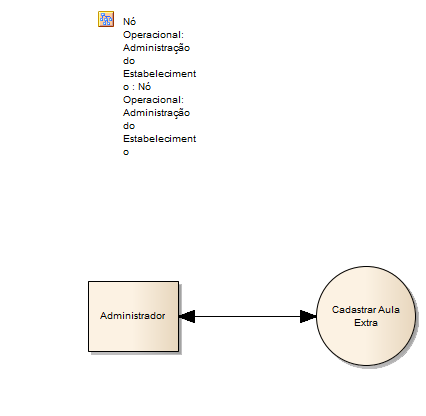 Nó
Operacional:
Administração
do
Estabeleciment
o : Nó
Operacional:
Administração
do
Estabeleciment
o
Administrador
Cadastrar Aula
Extra